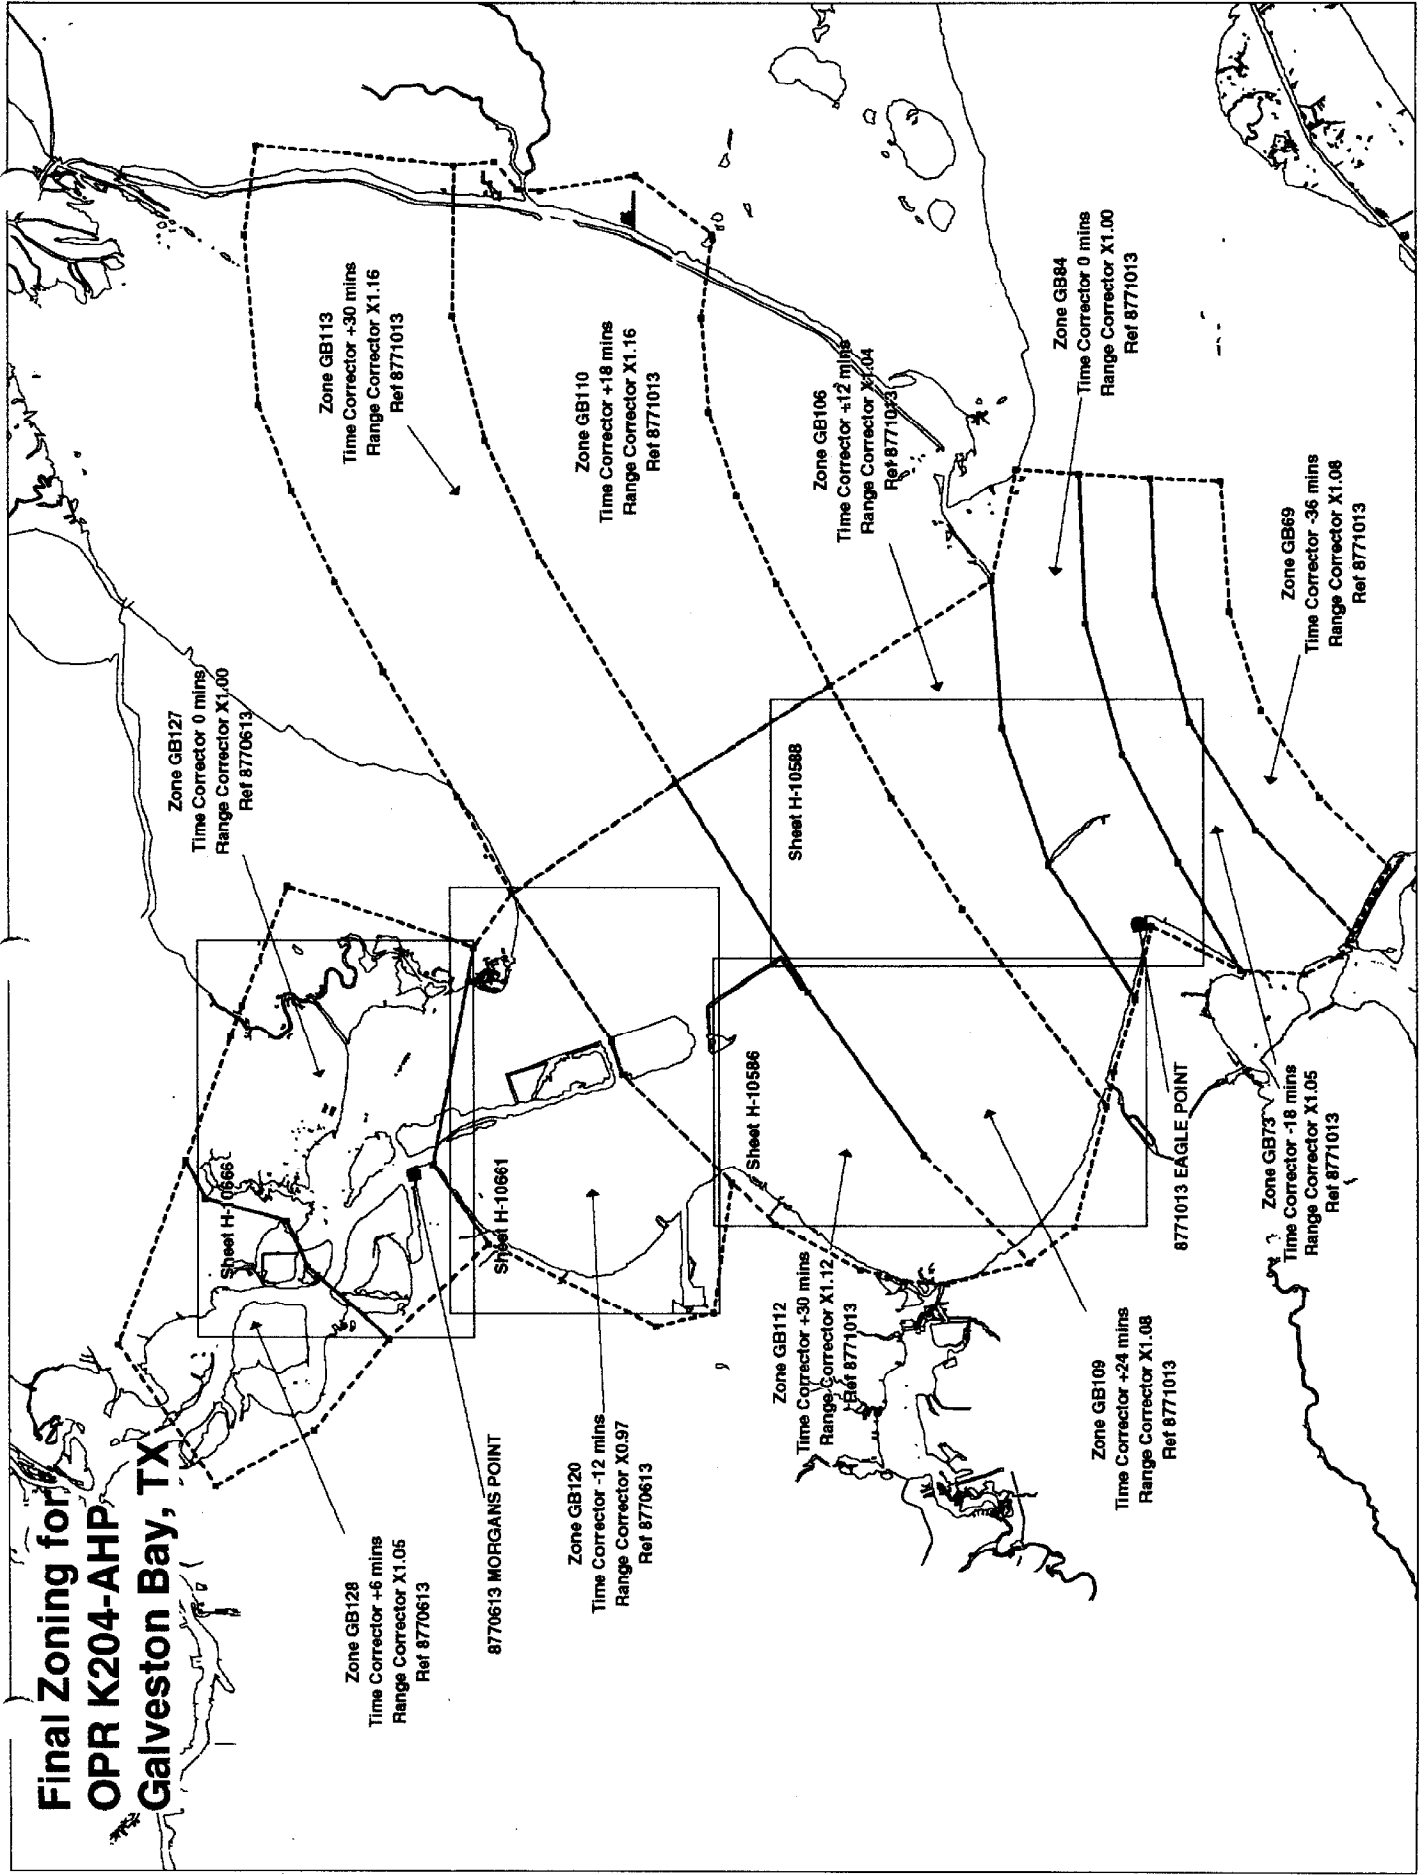 Final Zoning for
OPR K204-AHP
Galveston Bay, TX
Zone GB128
Time Corrector +6 mins
Range Corrector X1.05
Ref 8770613
8770613 MORGANS POINT
Zone GB120
Time Corrector -12 mins
Range Corrector X0.97
Ref 8770613
Sheet H-10666
Sheet H-10661
Zone GB112
Time Corrector +30 mins
Range Corrector X1.12
Ref 8771013
Zone GB109
Time Corrector +24 mins
Range Corrector X1.08
Ref 8771013
Sheet H-10586
8771013 EAGLE POINT
Zone GB73
Time Corrector -18 mins
Range Corrector X1.05
Ref 8771013
Zone GB127
Time Corrector 0 mins
Range Corrector X1.00
Ref 8770613
Sheet H-10588
Zone GB113
Time Corrector +30 mins
Range Corrector X1.16
Ref 8771013
Zone GB110
Time Corrector +18 mins
Range Corrector X1.16
Ref 8771013
Zone GB106
Time Corrector +12 mins
Range Corrector X1.04
Ref 8771013
Zone GB84
Time Corrector 0 mins
Range Corrector X1.00
Ref 8771013
Zone GB69
Time Corrector -36 mins
Range Corrector X1.08
Ref 8771013